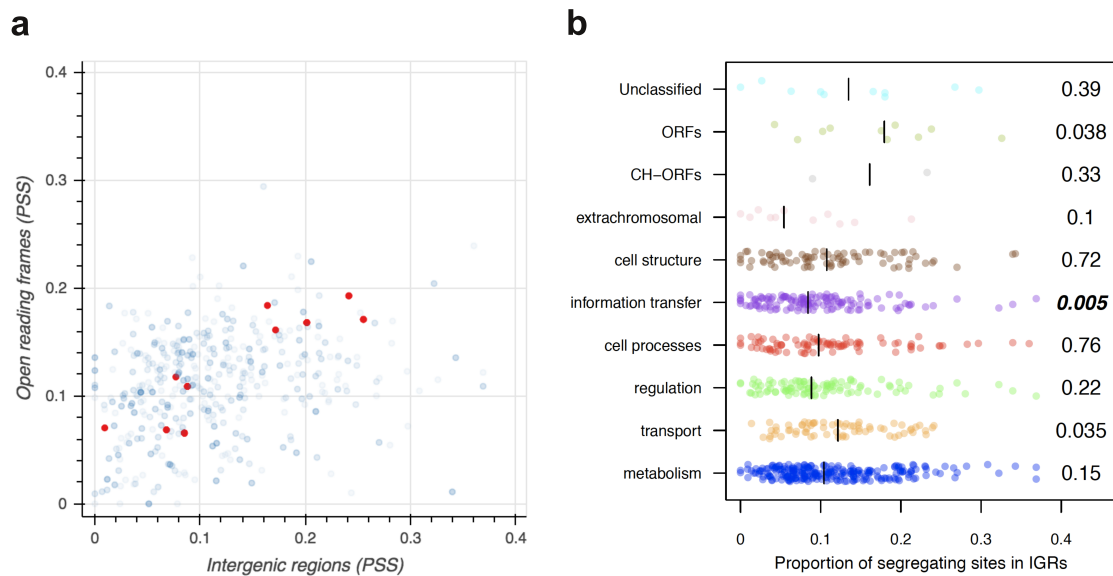 a
0.4
0.3
0.2
0.1
0
Open reading frames (PSS)
0 0.1 0.2 0.3 0.4
Intergenic regions (PSS)
b
Unclassified 0.39
ORFs 0.038
CH−ORFs 0.33
extrachromosomal 0.1
cell structure 0.72
information transfer 0.005
cell processes 0.76
regulation 0.22
transport 0.035
metabolism 0.15
0 0.1 0.2 0.3 0.4
Proportion of segregating sites in IGRs